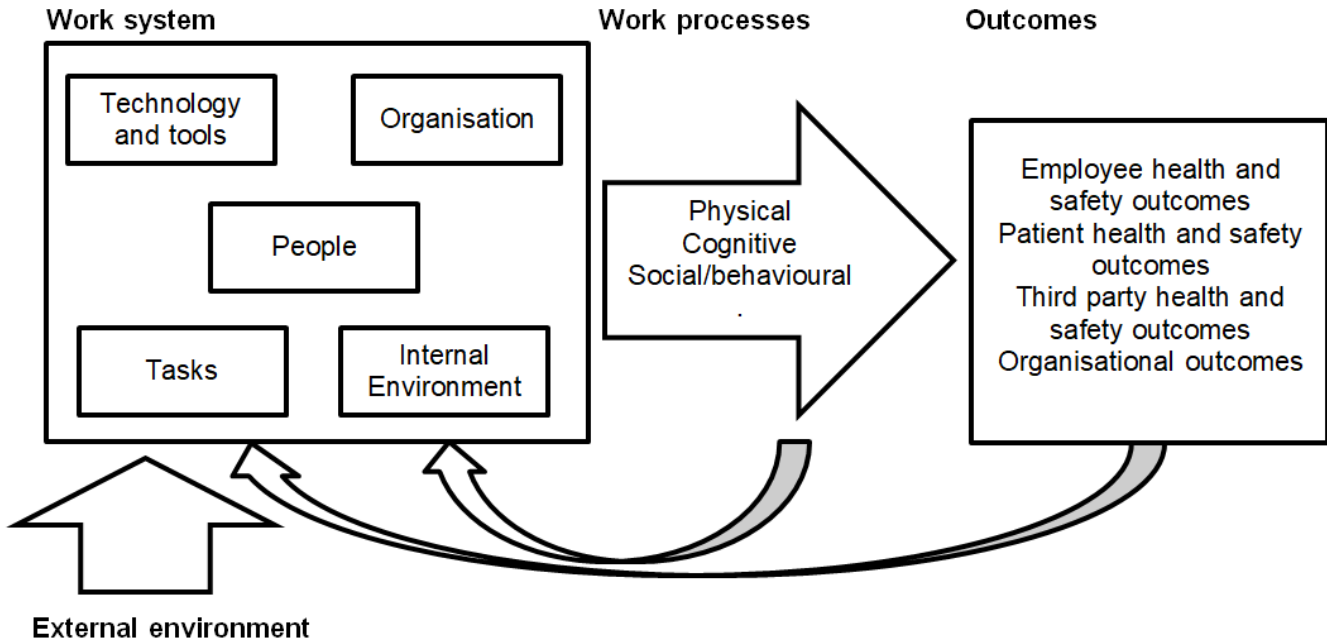 Work system
Work processes
Outcomes
Technology
and tools
Organisation
People
Tasks
Internal
Environment
Physical
Cognitive
Social/behavioural
.
Employee health and
safety outcomes
Patient health and safety
outcomes
Third party health and
safety outcomes
Organisational outcomes
External environment